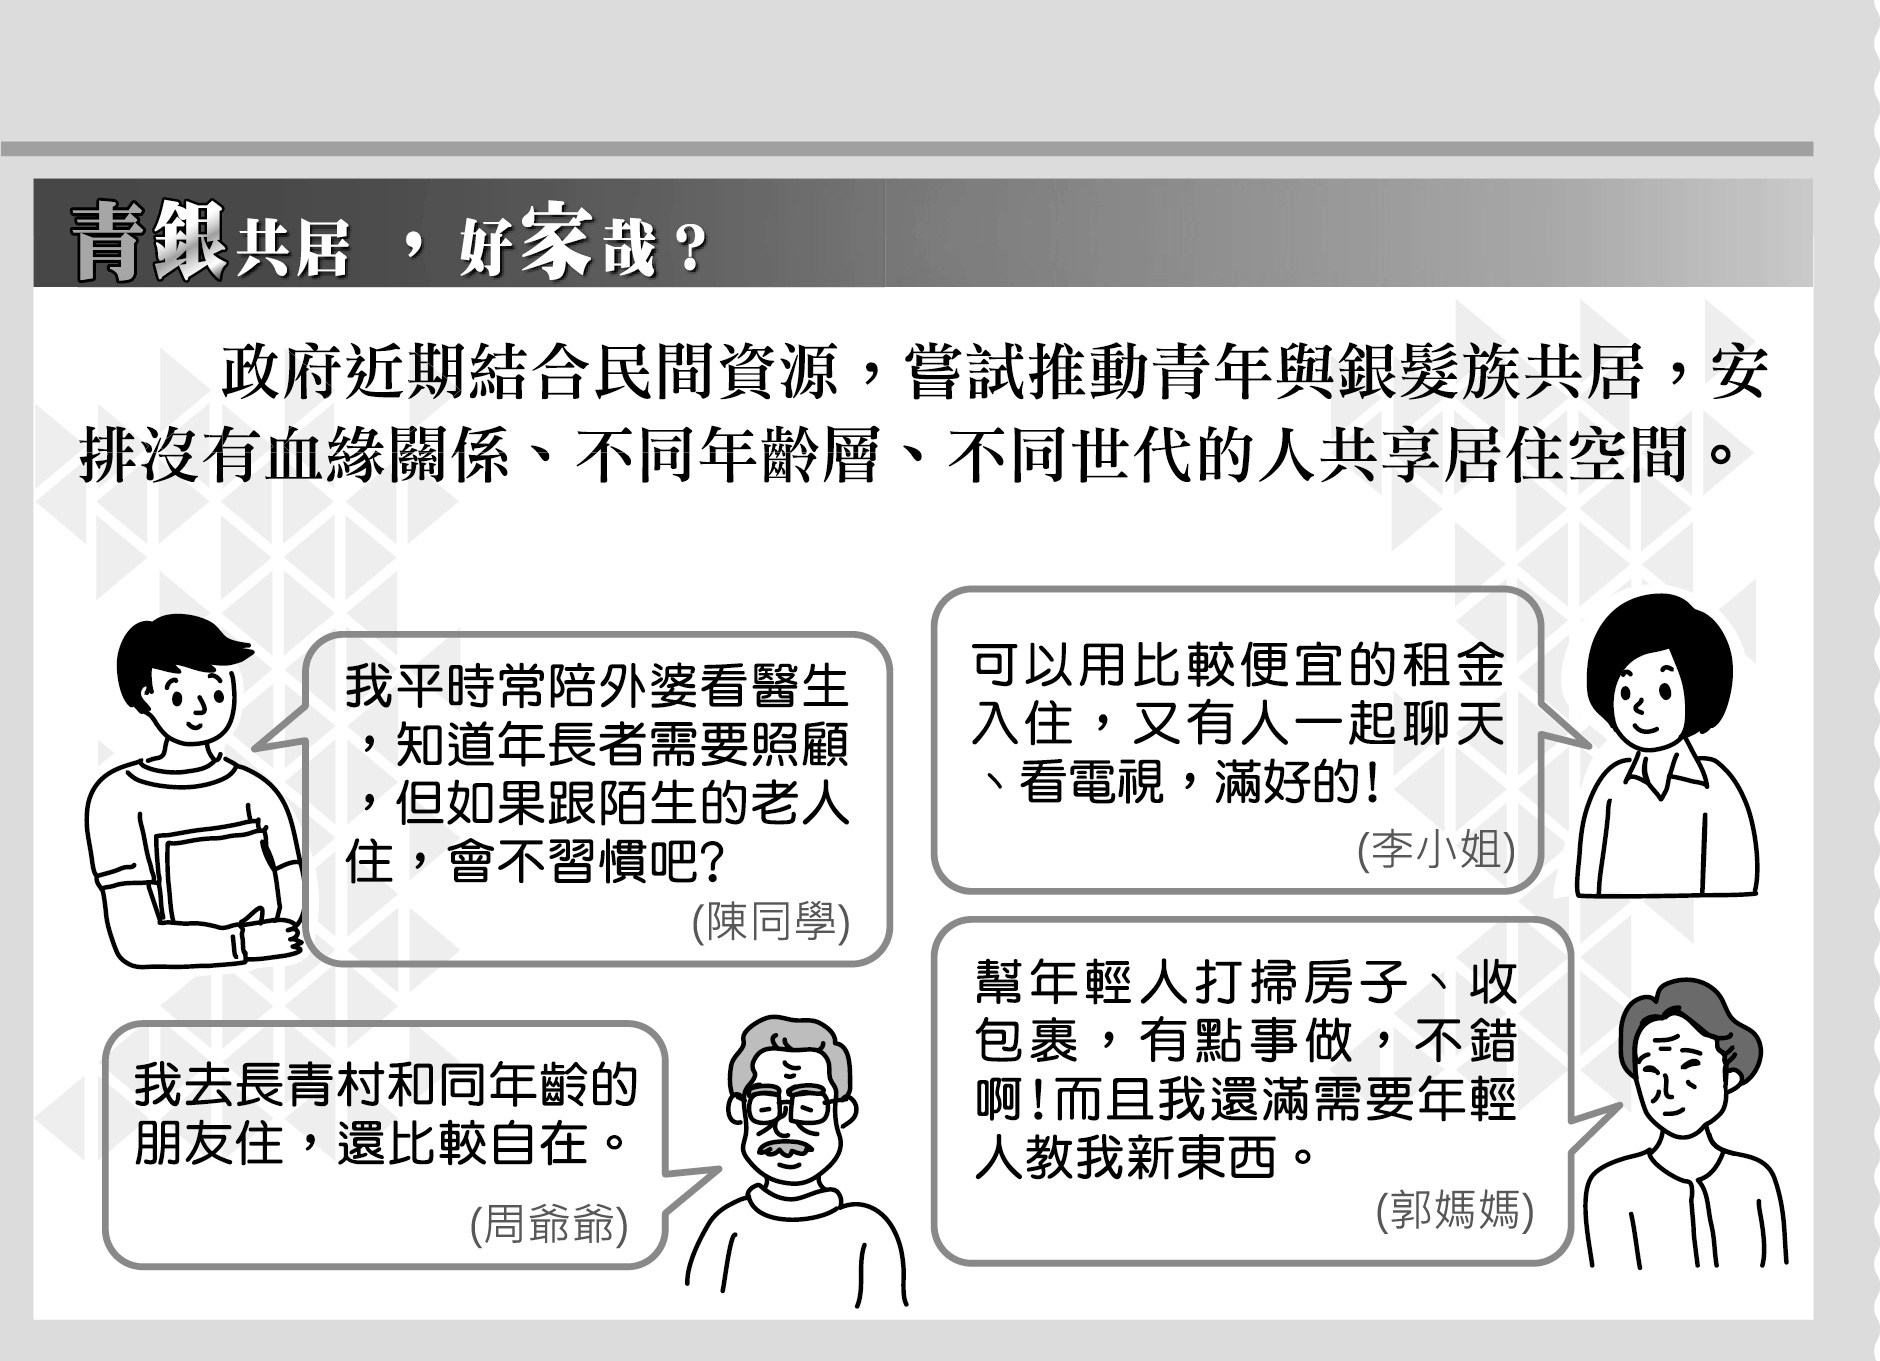 青銀共居，好家哉？
政府近期結合民間資源，嘗試推動青年與銀髮族共居，安
排沒有血緣關係、不同年齡層、不同世代的人共享居住空間。
我平時常陪外婆看醫生
，知道年長者需要照顧
，但如果跟陌生的老人
住，會不習慣吧?
(陳同學)
可以用比較便宜的租金
入住，又有人一起聊天
、看電視，滿好的!
(李小姐)
我去長青村和同年齡的
朋友住，還比較自在。
(周爺爺)
幫年輕人打掃房子、收
包裹，有點事做，不錯
啊!而且我還滿需要年輕
人教我新東西。
(郭媽媽)